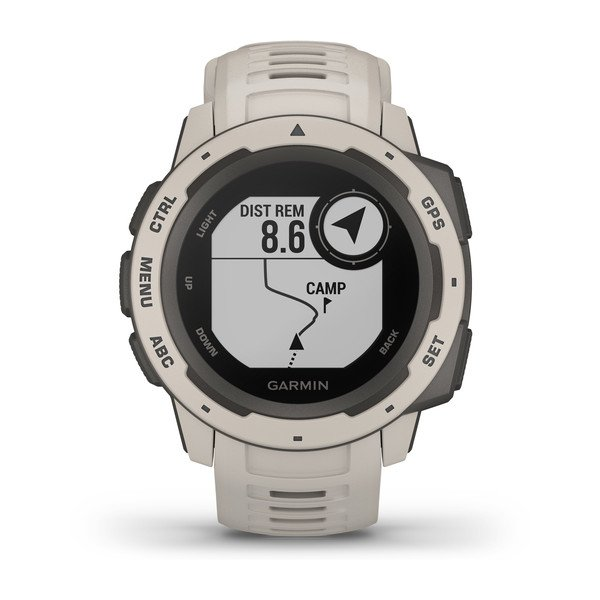 CTRL
LIGHT
GPS
DIST REM
8.6
MENU
UP
CAMP
ABC
DOWN
BACK
SET
GARMIN